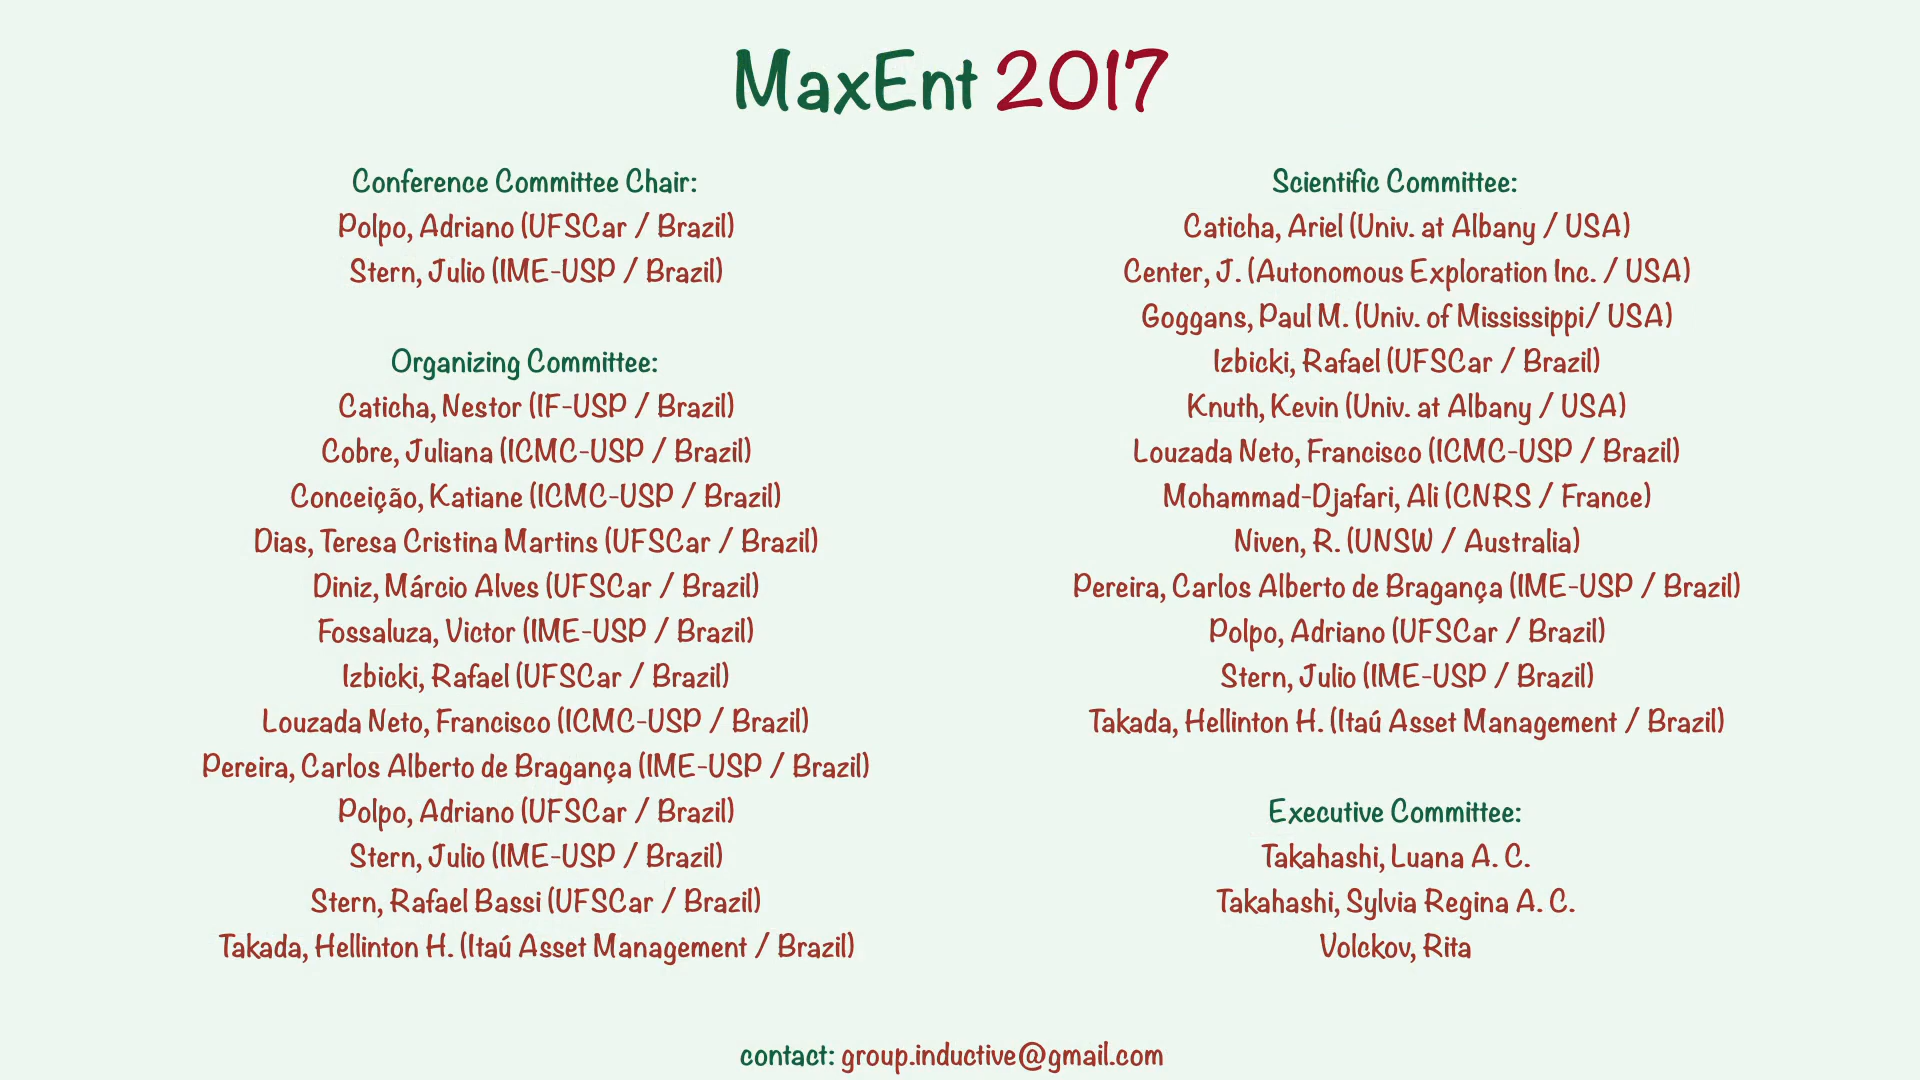 MaxEnt 2017
Conference Committee Chair:
Polpo, Adriano (UFSCar / Brazil)
Stern, Julio (IME-USP / Brazil)
Organizing Committee:
Caticha, Nestor (IF-USP / Brazil)
Cobre, Juliana (ICMC-USP / Brazil)
Conceição, Katiane (ICMC-USP / Brazil)
Dias, Teresa Cristina Martins (UFSCar / Brazil)
Diniz, Márcio Alves (UFSCar / Brazil)
Fossaluza, Victor (IME-USP / Brazil)
Izbicki, Rafael (UFSCar / Brazil)
Louzada Neto, Francisco (ICMC-USP / Brazil)
Pereira, Carlos Alberto de Bragança (IME-USP / Brazil)
Polpo, Adriano (UFSCar / Brazil)
Stern, Julio (IME-USP / Brazil)
Stern, Rafael Bassi (UFSCar / Brazil)
Takada, Hellinton H. (Itaú Asset Management / Brazil)
Scientific Committee:
Caticha, Ariel (Univ. at Albany / USA)
Center, J. (Autonomous Exploration Inc. / USA)
Goggans, Paul M. (Univ. of Mississippi/ USA)
Izbicki, Rafael (UFSCar / Brazil)
Knuth, Kevin (Univ. at Albany / USA)
Louzada Neto, Francisco (ICMC-USP / Brazil)
Mohammad-Djafari, Ali (CNRS / France)
Niven, R. (UNSW / Australia)
Pereira, Carlos Alberto de Bragança (IME-USP / Brazil)
Polpo, Adriano (UFSCar / Brazil)
Stern, Julio (IME-USP / Brazil)
Takada, Hellinton H. (Itaú Asset Management / Brazil)
Executive Committee:
Takahashi, Luana A. C.
Takahashi, Sylvia Regina A. C.
Volckov, Rita
contact: group.inductive@gmail.com